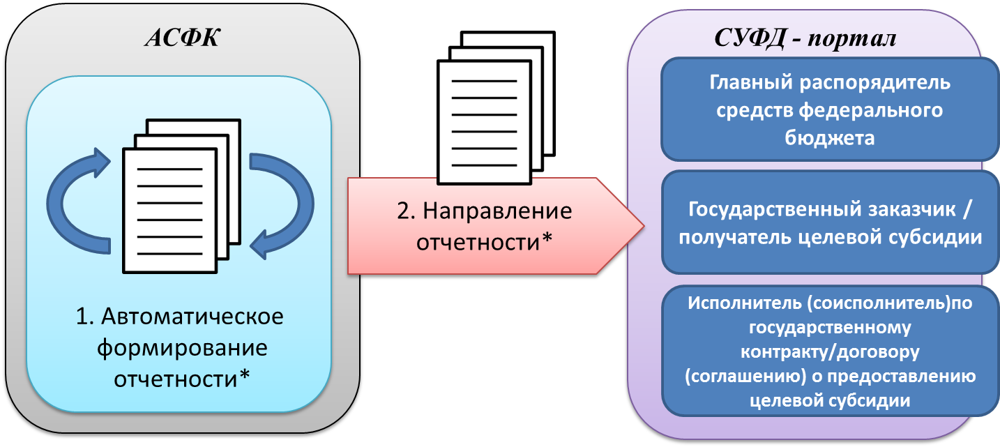 АСФК
1. Автоматическое
формирование
отчетности*
2. Направление
отчетности*
СУФД - портал
Главный распорядитель
средств федерального
бюджета
Государственный заказчик /
получатель целевой субсидии
Исполнитель (соисполнитель)по
государственному
контракту/договору
(соглашению) о предоставлению
целевой субсидии